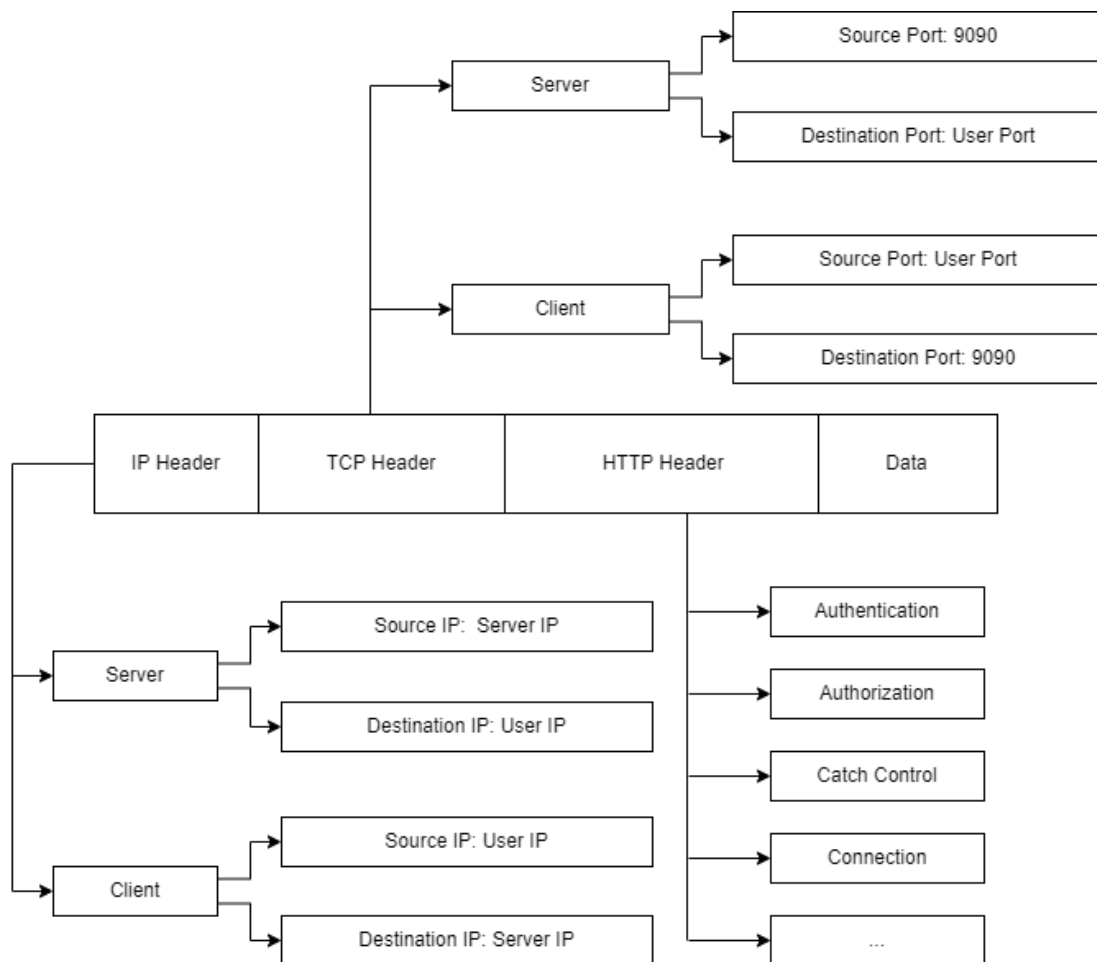 Source Port: 9090
Server
Destination Port: User Port
Source Port: User Port
Client
Destination Port: 9090
IP Header
TCP Header
HTTP Header
Data
Source IP:  Server IP
Server
Destination IP: User IP
Source IP: User IP
Client
Destination IP: Server IP
Authentication
Authorization
Catch Control
Connection
...